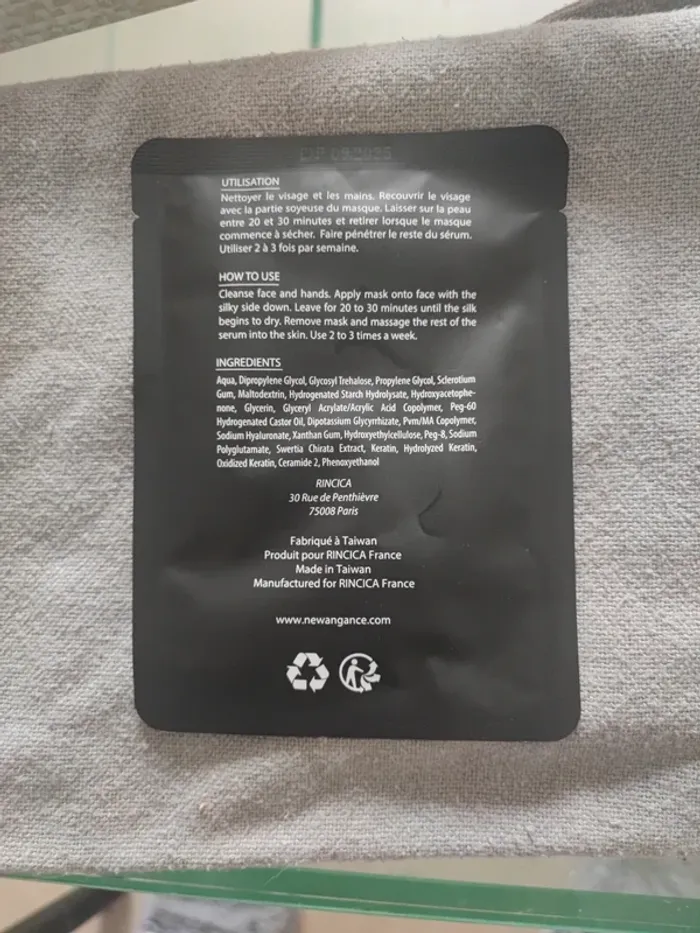 UTILISATION
Nettoyer le visage et les mains. Recouvrir le visage
avec la partie soyeuse du masque. Laisser sur la peau
entre 20 et 30 minutes et retirer lorsque le masque
commence à sécher. Faire pénétrer le reste du sérum.
Utiliser 2 à 3 fois par semaine.
HOW TO USE
Cleanse face and hands. Apply mask onto face with the
silky side down. Leave for 20 to 30 minutes until the silk
begins to dry. Remove mask and massage the rest of the
serum into the skin. Use 2 to 3 times a week.
INGREDIENTS
Aqua, Dipropylene Glycol, Glycosyl Trehalose, Propylene Glycol, Sclerotium
Gum, Maltodextrin, Hydrogenated Starch Hydrolysate, Hydroxyacetophe-
none, Glycerin, Glyceryl Acrylate/Acrylic Acid Copolymer, Peg-60
Hydrogenated Castor Oil, Dipotassium Glycyrrhizate, Pvm/MA Copolymer,
Sodium Hyaluronate, Xanthan Gum, Hydroxyethylcellulose, Peg-8, Sodium
Polyglutamate, Swertia Chirata Extract, Keratin, Hydrolyzed Keratin,
Oxidized Keratin, Ceramide 2, Phenoxyethanol
RINCICA
30 Rue de Penthièvre
75008 Paris
Fabriqué à Taiwan
Produit pour RINCICA France
Made in Taiwan
Manufactured for RINCICA France
www.newangance.com